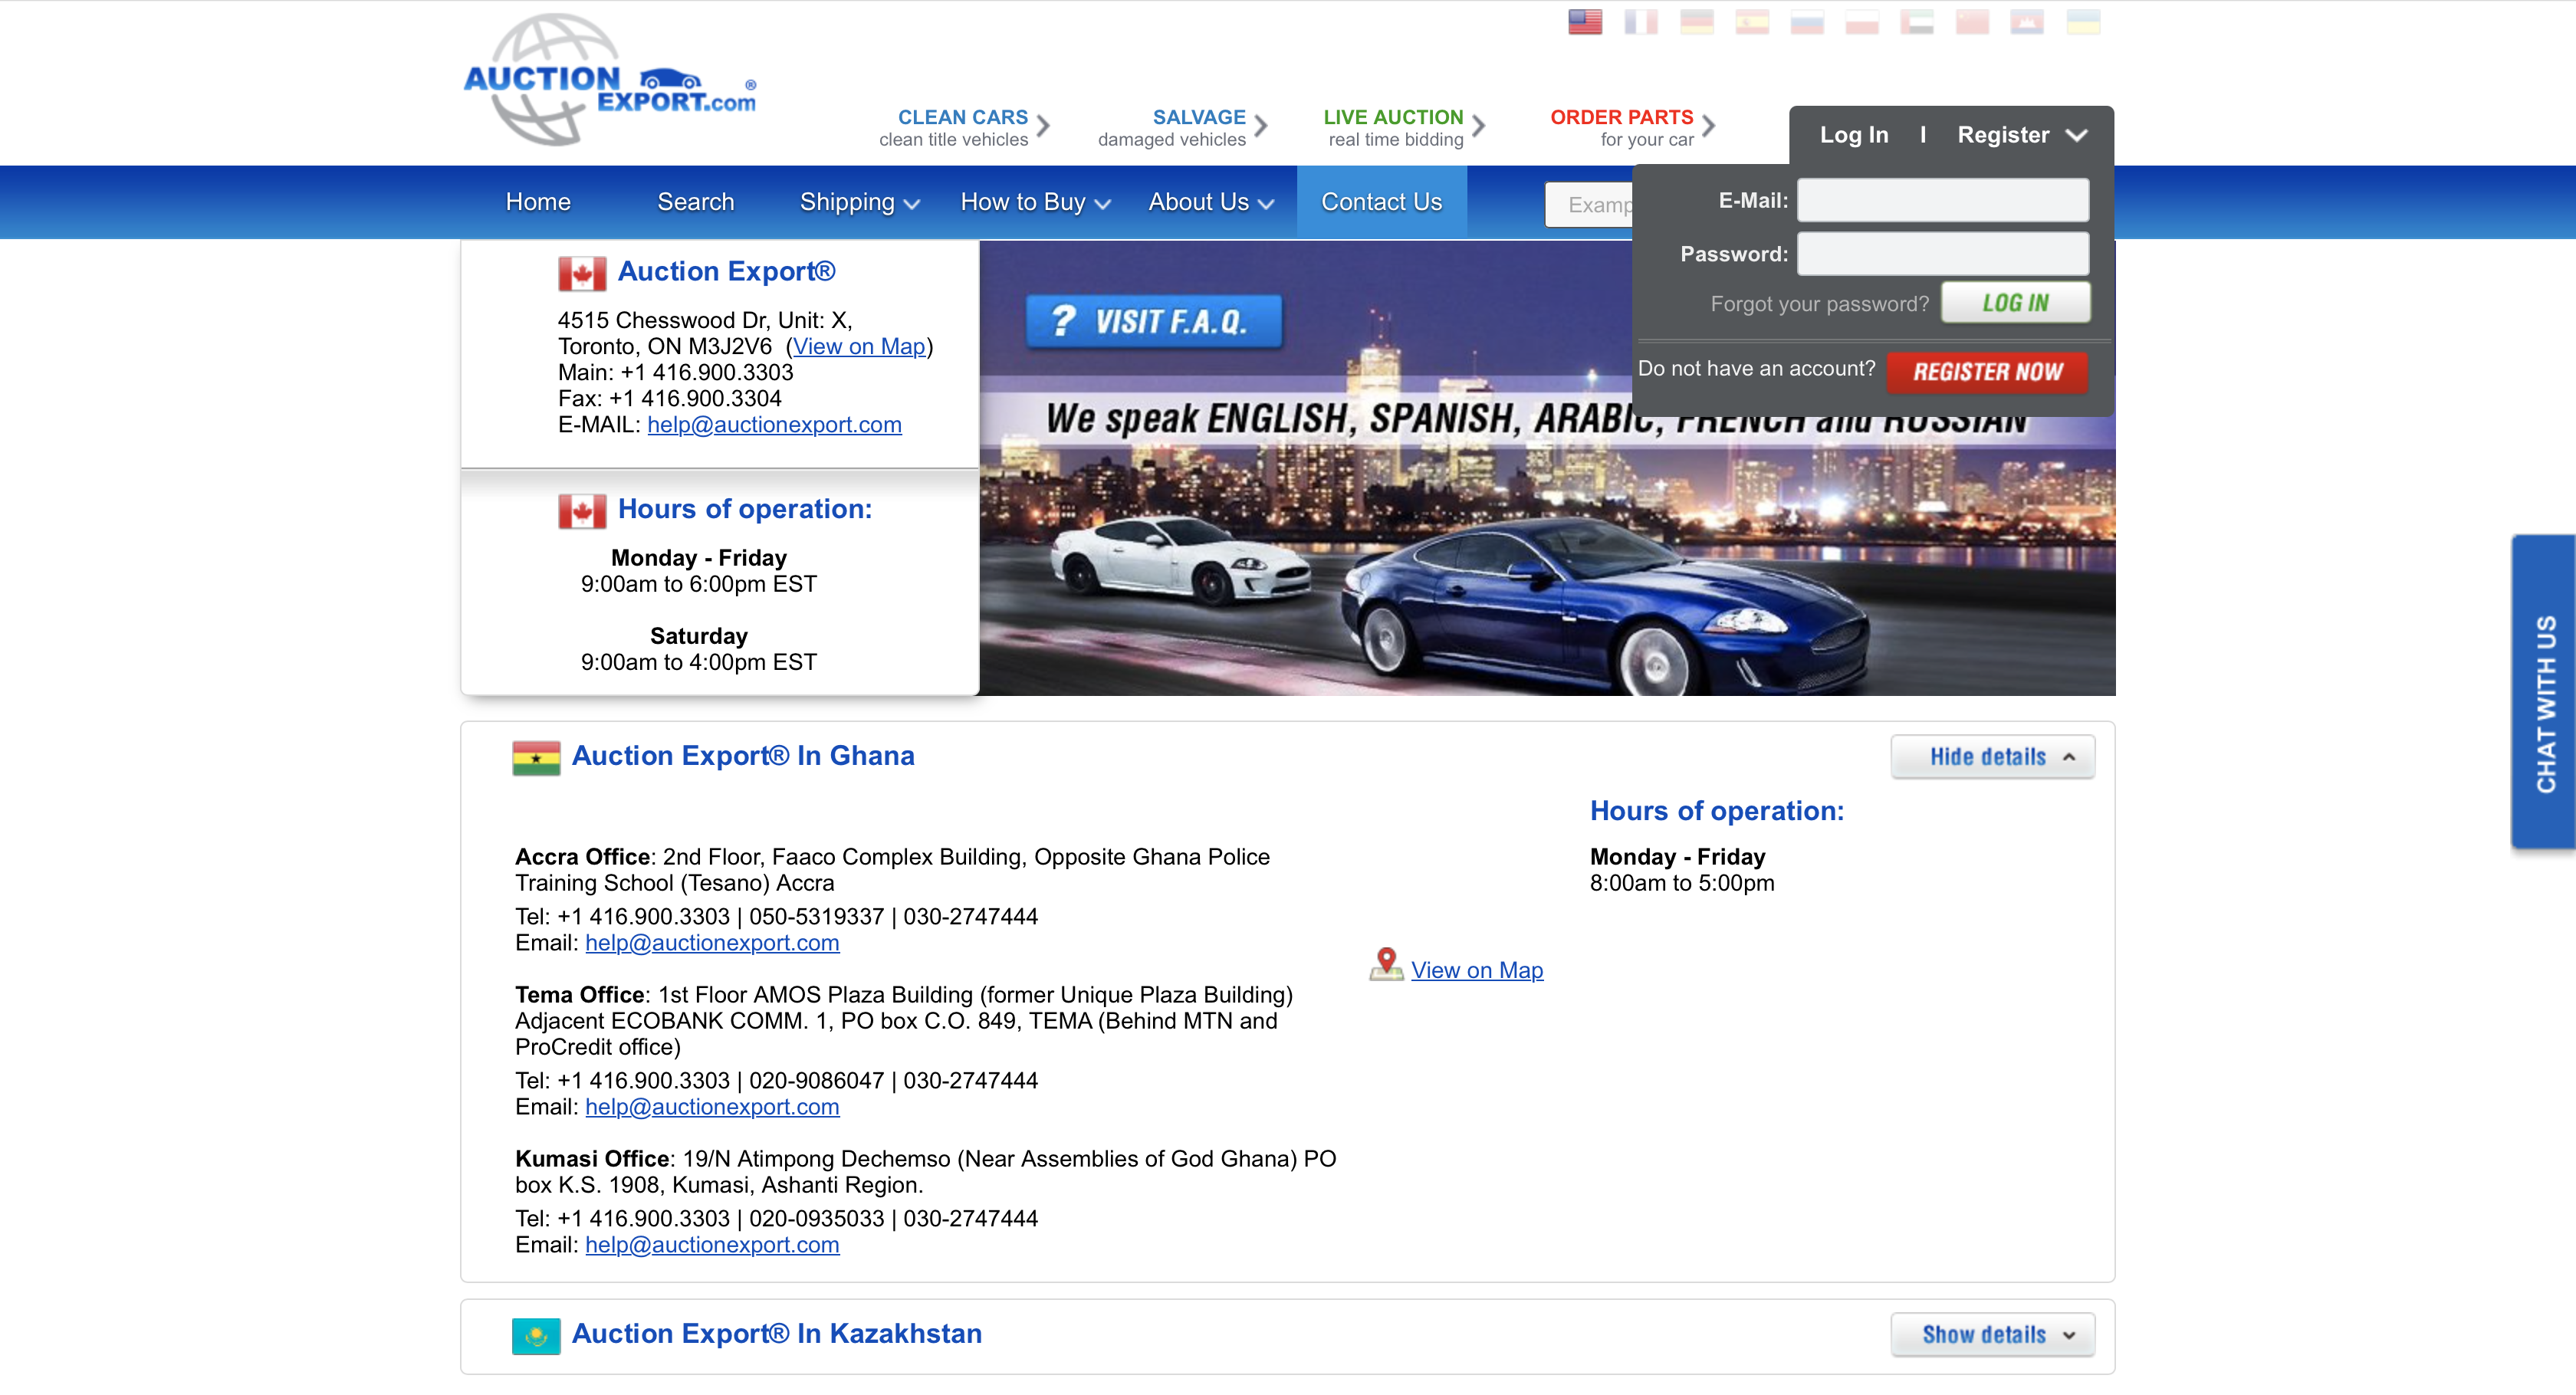 AUCTION
EXPORT.com®
CLEAN CARS
clean title vehicles
SALVAGE
damaged vehicles
LIVE AUCTION
real time bidding
ORDER PARTS
for your car
Log In | Register
Home
Search
Shipping
How to Buy
About Us
Contact Us
Examp
E-Mail:
Password:
Forgot your password?
LOG IN
Do not have an account?
REGISTER NOW
Auction Export®
4515 Chesswood Dr, Unit: X,
Toronto, ON M3J2V6 (View on Map)
Main: +1 416.900.3303
Fax: +1 416.900.3304
E-MAIL: help@auctionexport.com
Hours of operation:
Monday - Friday
9:00am to 6:00pm EST
Saturday
9:00am to 4:00pm EST
? VISIT F.A.Q.
We speak ENGLISH, SPANISH, ARABIC, FRENCH and RUSSIAN
CHAT WITH US
Auction Export® In Ghana
Hide details
Accra Office: 2nd Floor, Faaco Complex Building, Opposite Ghana Police
Training School (Tesano) Accra
Tel: +1 416.900.3303 | 050-5319337 | 030-2747444
Email: help@auctionexport.com
Tema Office: 1st Floor AMOS Plaza Building (former Unique Plaza Building)
Adjacent ECOBANK COMM. 1, PO box C.O. 849, TEMA (Behind MTN and
ProCredit office)
Tel: +1 416.900.3303 | 020-9086047 | 030-2747444
Email: help@auctionexport.com
Kumasi Office: 19/N Atimpong Dechemso (Near Assemblies of God Ghana) PO
box K.S. 1908, Kumasi, Ashanti Region.
Tel: +1 416.900.3303 | 020-0935033 | 030-2747444
Email: help@auctionexport.com
View on Map
Hours of operation:
Monday - Friday
8:00am to 5:00pm
Auction Export® In Kazakhstan
Show details